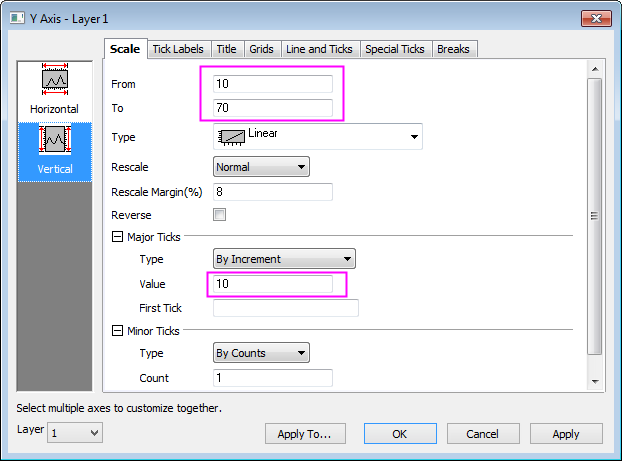 Y Axis - Layer1
Scale Tick Labels Title Grids Line and Ticks Special Ticks Breaks
Horizontal
Vertical
From 10
To 70
Type Linear
Rescale Normal
Rescale Margin(%) 8
Reverse
Major Ticks
Type By Increment
Value 10
First Tick
Minor Ticks
Type By Counts
Count 1
Select multiple axes to customize together.
Layer 1 Apply To... OK Cancel Apply